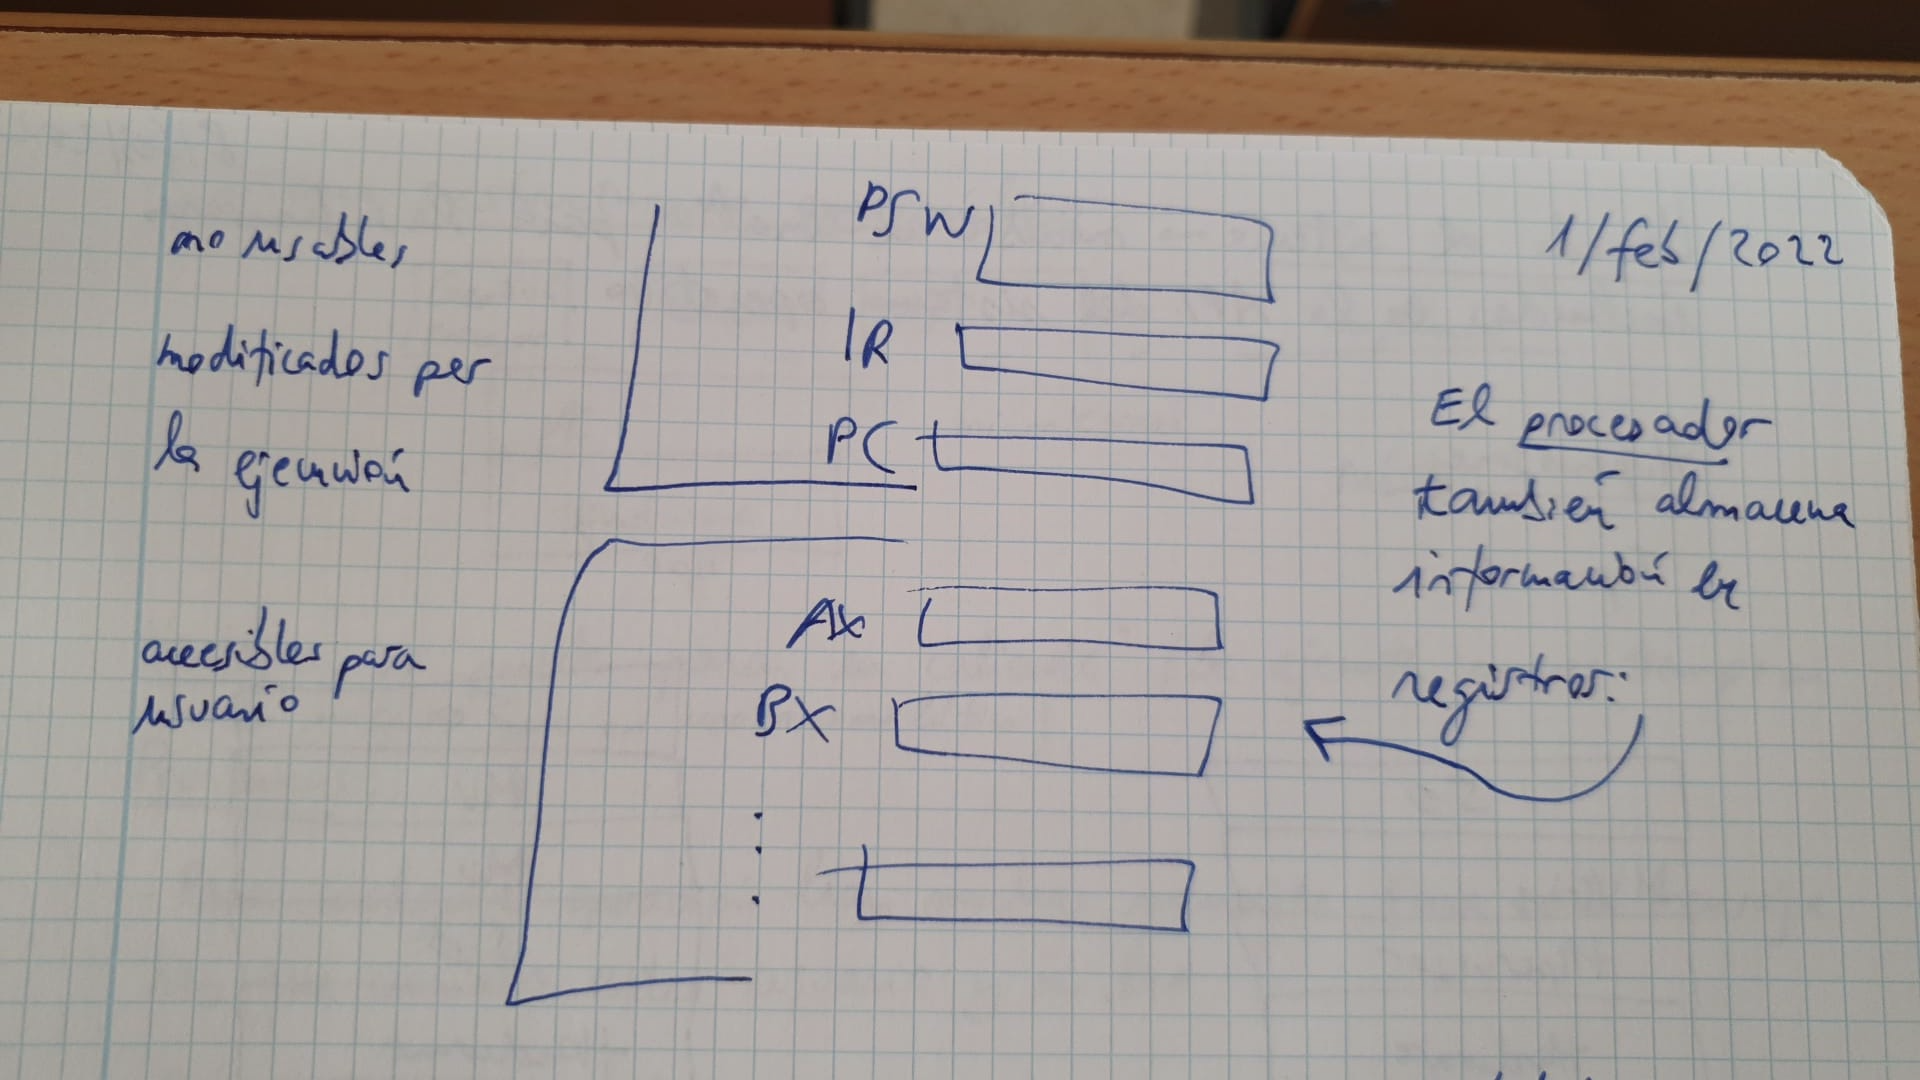 1/feb/2022
El procesador
también almacena
información en
registros:
PSW
IR
PC
no usables
modificados per
la ejecución
AX
BX
accesibles para
usuario